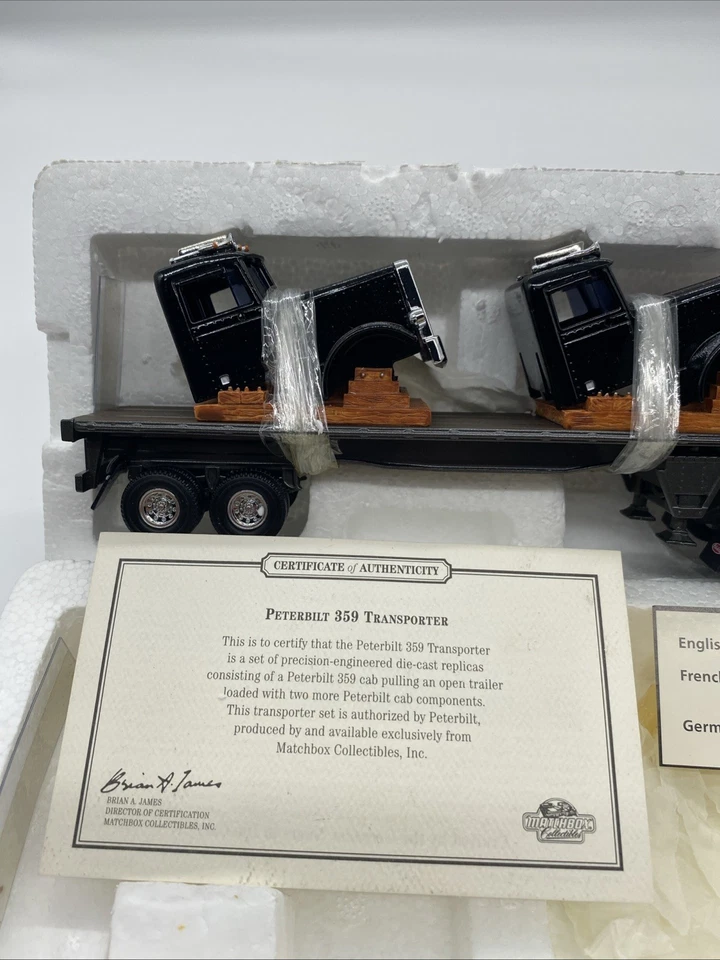 CERTIFICATE of AUTHENTICITY
PETERBILT 359 TRANSPORTER
This is to certify that the Peterbilt 359 Transporter
is a set of precision-engineered die-cast replicas
consisting of a Peterbilt 359 cab pulling an open trailer
loaded with two more Peterbilt cab components.
This transporter set is authorized by Peterbilt,
produced by and available exclusively from
Matchbox Collectibles, Inc.
Brian A. James
BRIAN A. JAMES
DIRECTOR OF CERTIFICATION
MATCHBOX COLLECTIBLES, INC.
MATCHBOX
Collectibles
Englis
Frencl
Germ